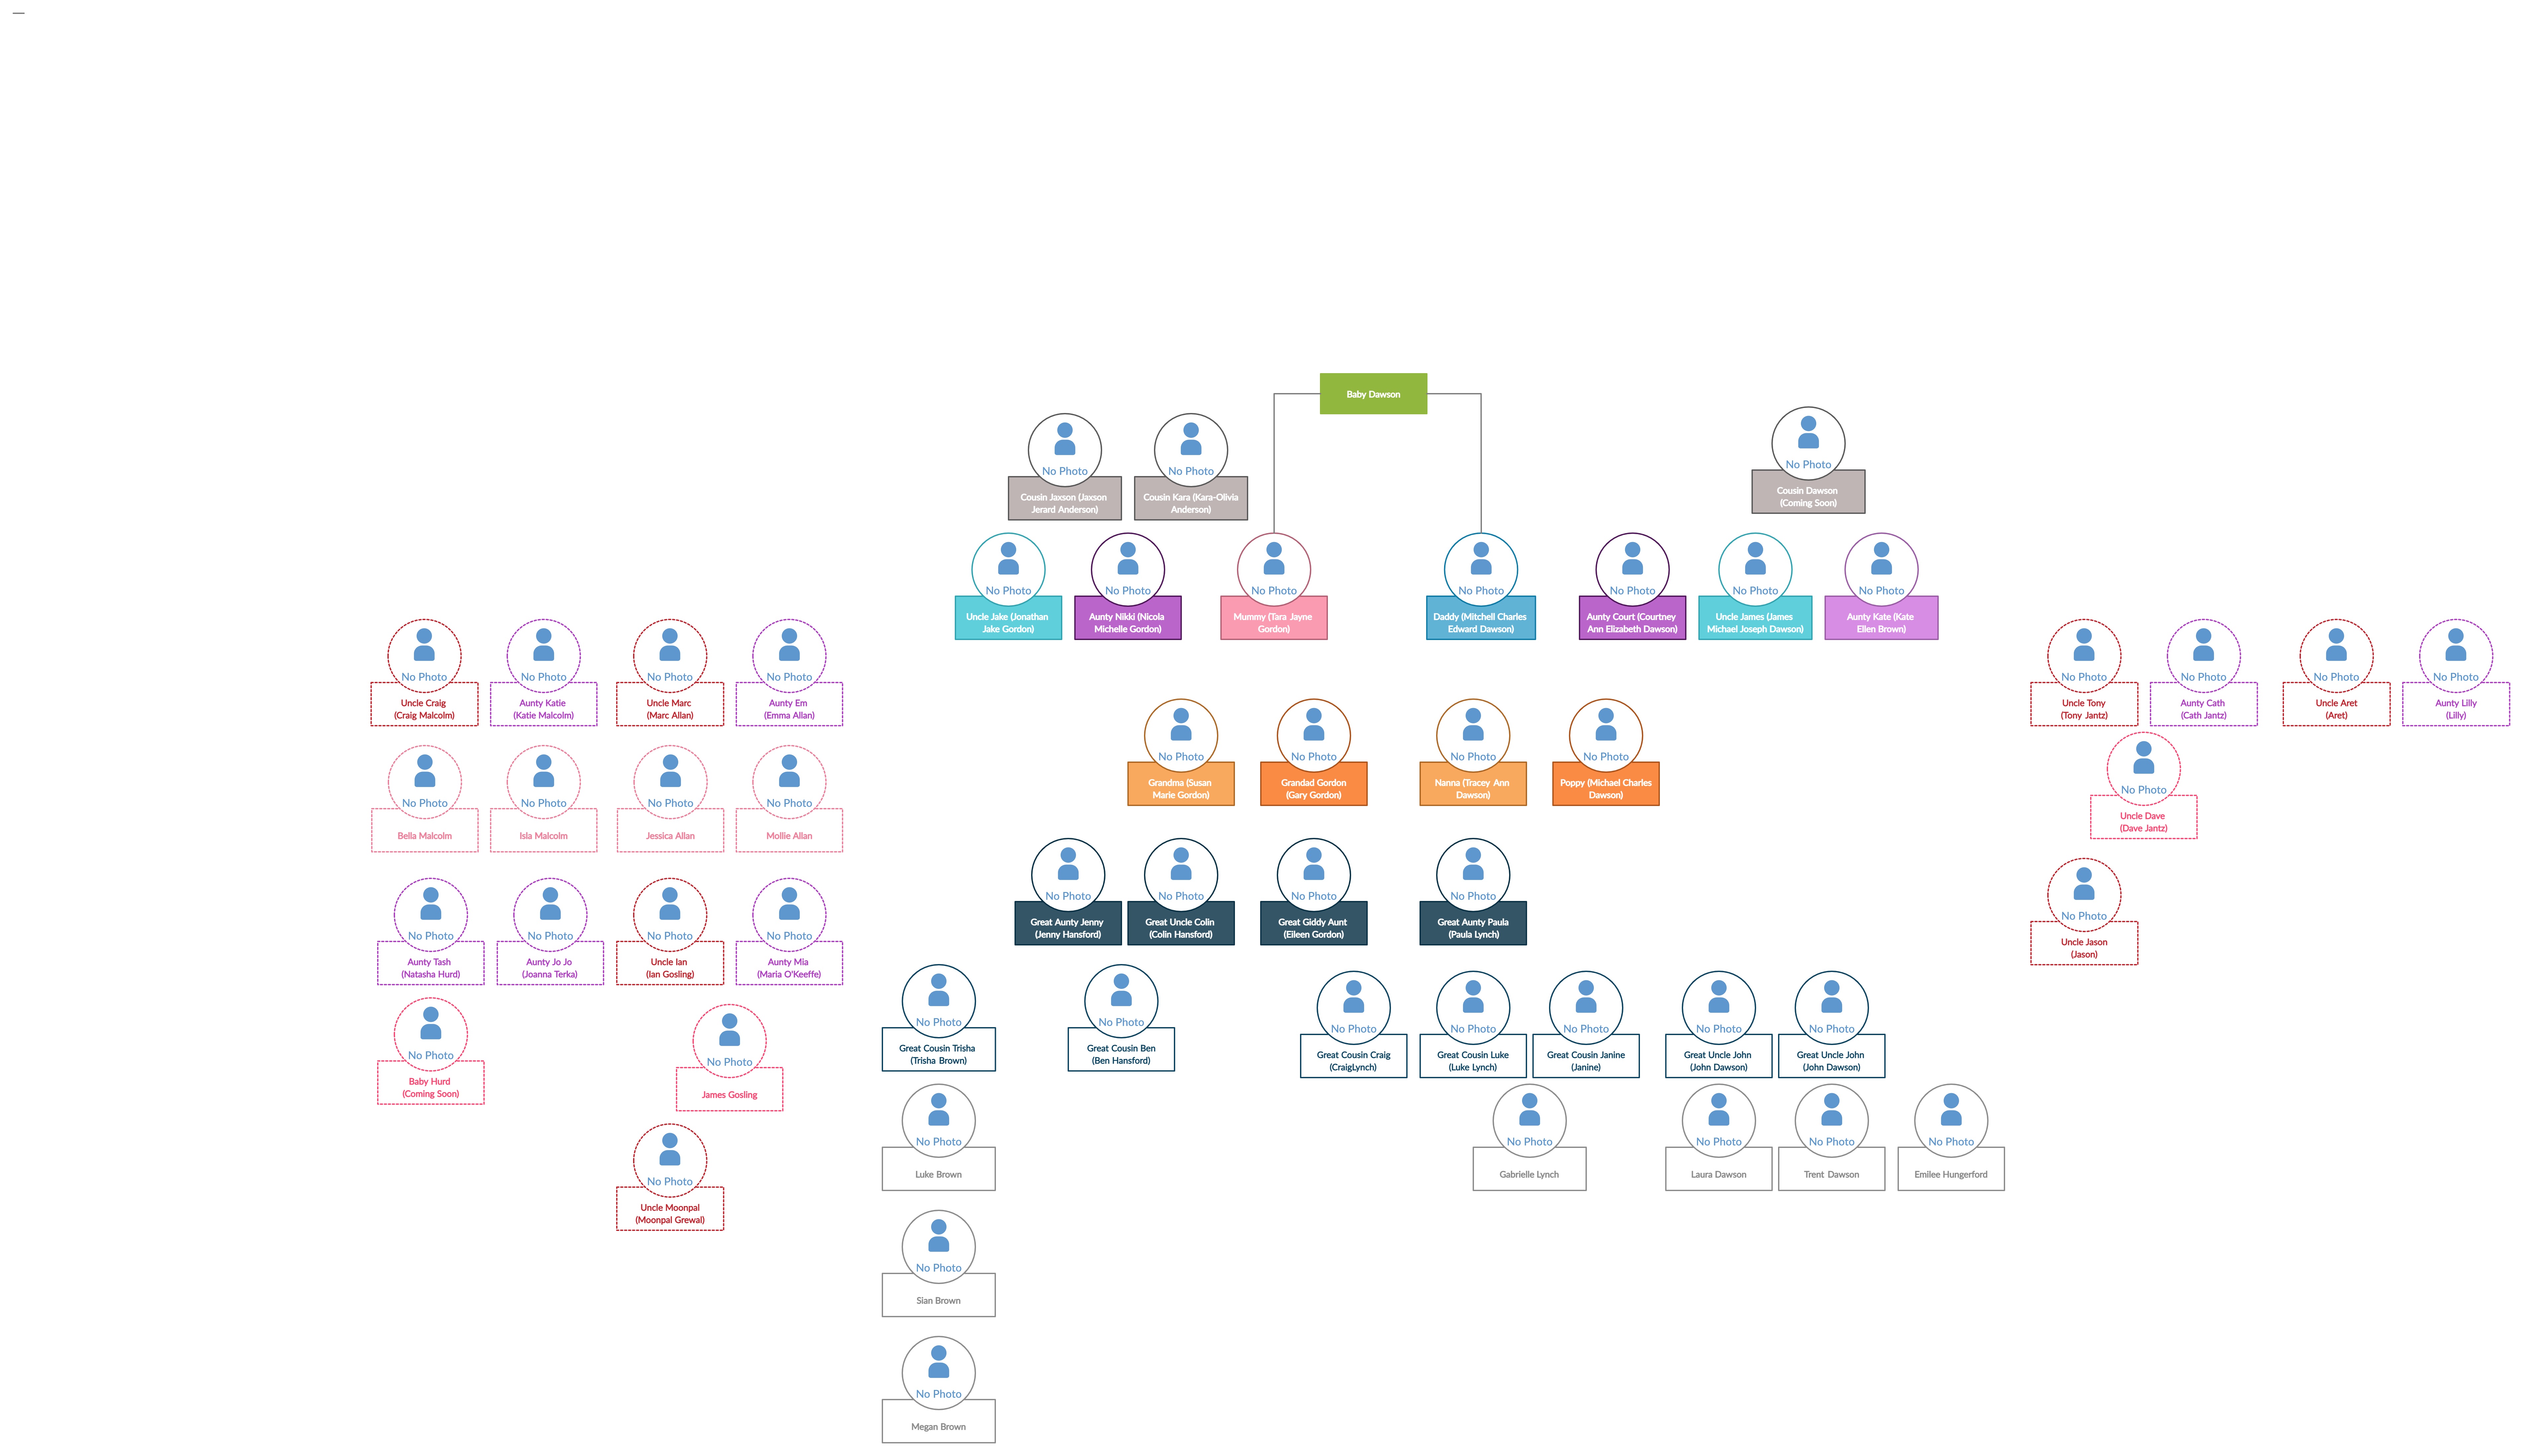 Baby Dawson
No Photo
No Photo
No Photo
Cousin Jaxson (Jaxson
Jerard Anderson)
Cousin Kara (Kara-Olivia
Anderson)
Cousin Dawson
(Coming Soon)
No Photo
No Photo
No Photo
No Photo
No Photo
No Photo
No Photo
Uncle Jake (Jonathan
Jake Gordon)
Aunty Nikki (Nicola
Michelle Gordon)
Mummy (Tara Jayne
Gordon)
Daddy (Mitchell Charles
Edward Dawson)
Aunty Court (Courtney
Ann Elizabeth Dawson)
Uncle James (James
Michael Joseph Dawson)
Aunty Kate (Kate
Ellen Brown)
No Photo
No Photo
No Photo
No Photo
No Photo
No Photo
No Photo
No Photo
Uncle Craig
(Craig Malcolm)
Aunty Katie
(Katie Malcolm)
Uncle Marc
(Marc Allan)
Aunty Em
(Emma Allan)
Uncle Tony
(Tony Jantz)
Aunty Cath
(Cath Jantz)
Uncle Aret
(Aret)
Aunty Lilly
(Lilly)
No Photo
No Photo
No Photo
No Photo
Grandma (Susan
Marie Gordon)
Grandad Gordon
(Gary Gordon)
Nanna (Tracey Ann
Dawson)
Poppy (Michael Charles
Dawson)
No Photo
Uncle Dave
(Dave Jantz)
No Photo
No Photo
No Photo
No Photo
Bella Malcolm
Isla Malcolm
Jessica Allan
Mollie Allan
No Photo
No Photo
No Photo
No Photo
Great Aunty Jenny
(Jenny Hansford)
Great Uncle Colin
(Colin Hansford)
Great Giddy Aunt
(Eileen Gordon)
Great Aunty Paula
(Paula Lynch)
No Photo
Uncle Jason
(Jason)
No Photo
No Photo
No Photo
No Photo
Aunty Tash
(Natasha Hurd)
Aunty Jo Jo
(Joanna Terka)
Uncle Ian
(Ian Gosling)
Aunty Mia
(Maria O'Keeffe)
No Photo
No Photo
No Photo
No Photo
No Photo
No Photo
No Photo
Great Cousin Trisha
(Trisha Brown)
Great Cousin Ben
(Ben Hansford)
Great Cousin Craig
(CraigLynch)
Great Cousin Luke
(Luke Lynch)
Great Cousin Janine
(Janine)
Great Uncle John
(John Dawson)
Great Uncle John
(John Dawson)
No Photo
No Photo
Baby Hurd
(Coming Soon)
James Gosling
No Photo
No Photo
No Photo
No Photo
No Photo
Luke Brown
Gabrielle Lynch
Laura Dawson
Trent Dawson
Emilee Hungerford
No Photo
Uncle Moonpal
(Moonpal Grewal)
No Photo
Sian Brown
No Photo
Megan Brown